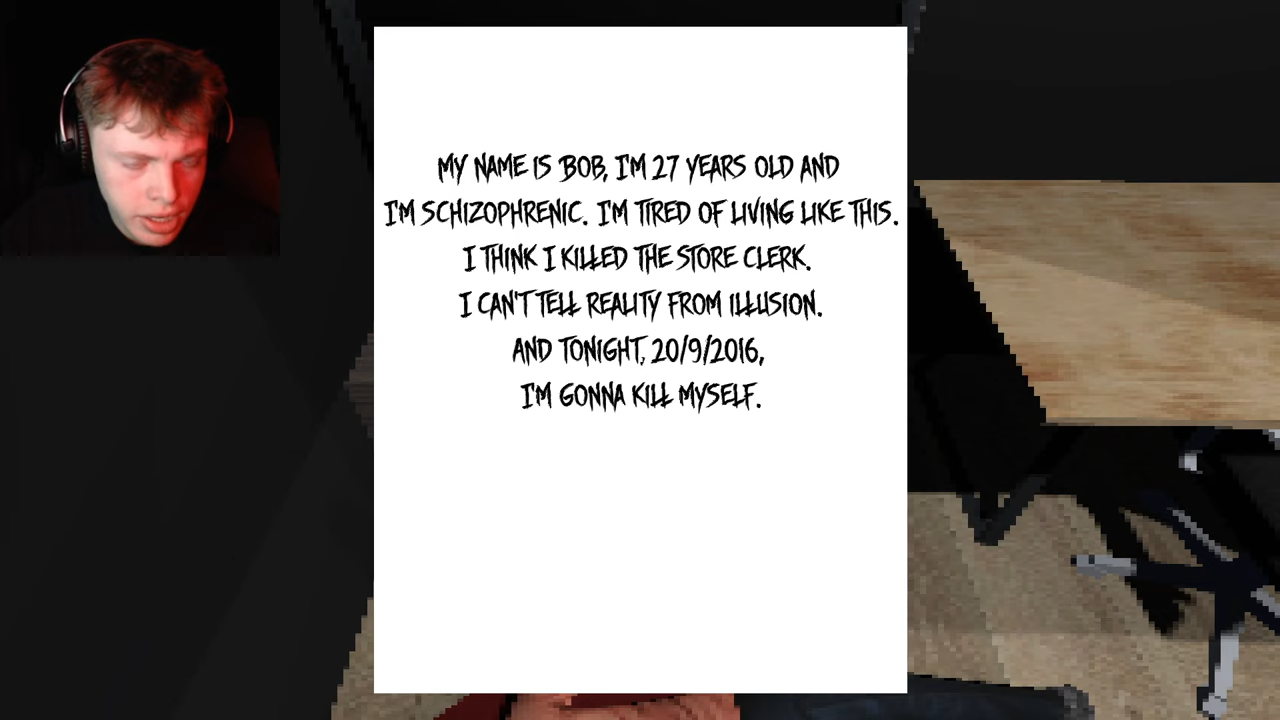 MY NAME IS BOB, I'M 27 YEARS OLD AND
I'M SCHIZOPHRENIC. I'M TIRED OF LIVING LIKE THIS.
I THINK I KILLED THE STORE CLERK.
I CAN'T TELL REALITY FROM ILLUSION.
AND TONIGHT, 20/9/2016,
I'M GONNA KILL MYSELF.